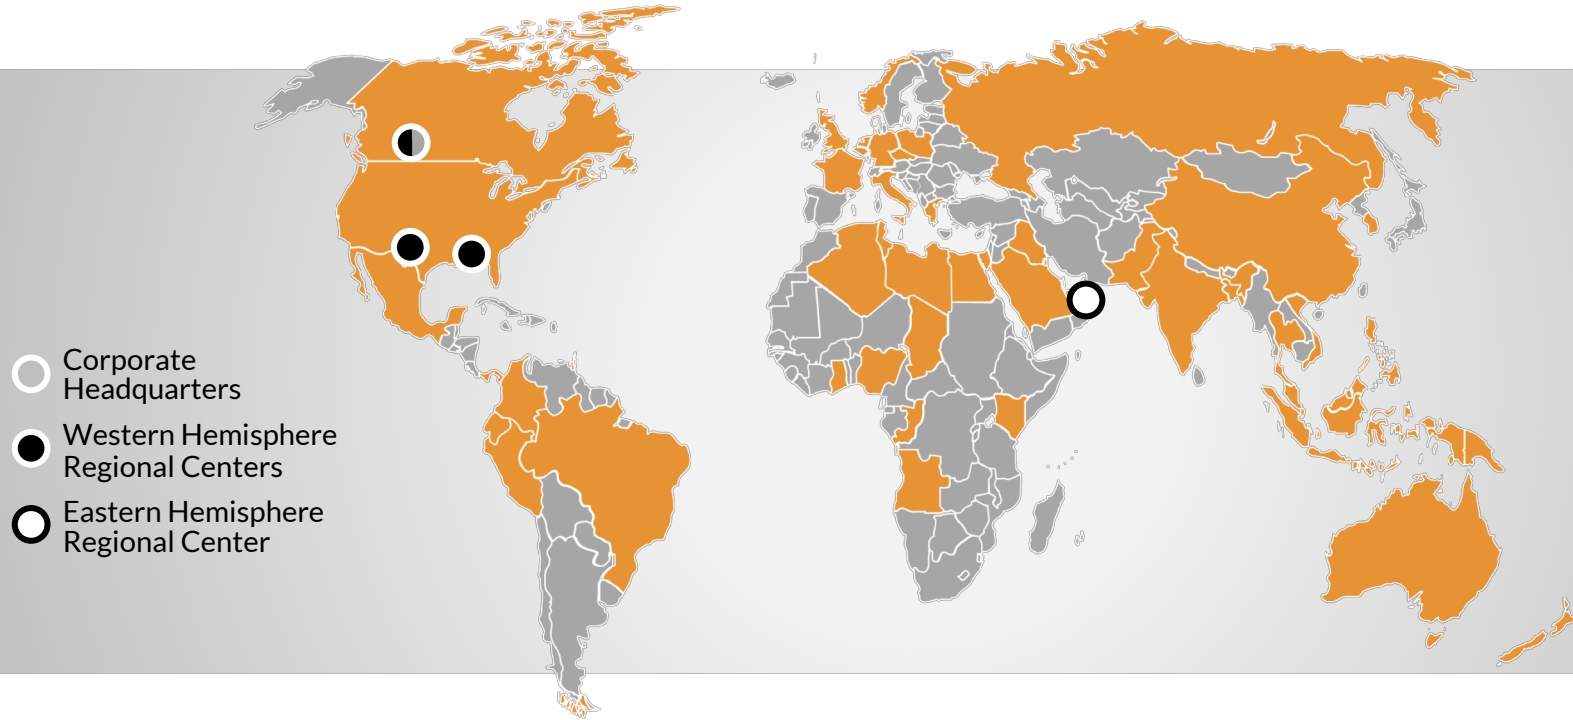 Corporate
Headquarters
Western Hemisphere
Regional Centers
Eastern Hemisphere
Regional Center